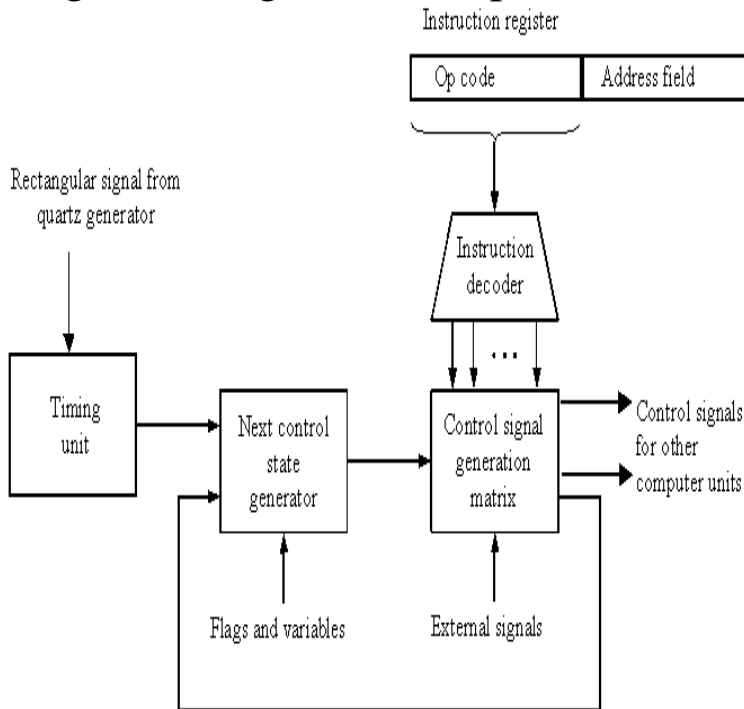 Instruction register
Op code
Address field
Rectangular signal from
quartz generator
Instruction
decoder
...
Timing
unit
Next control
state
generator
Control signal
generation
matrix
Control signals
for other
computer units
Flags and variables
External signals